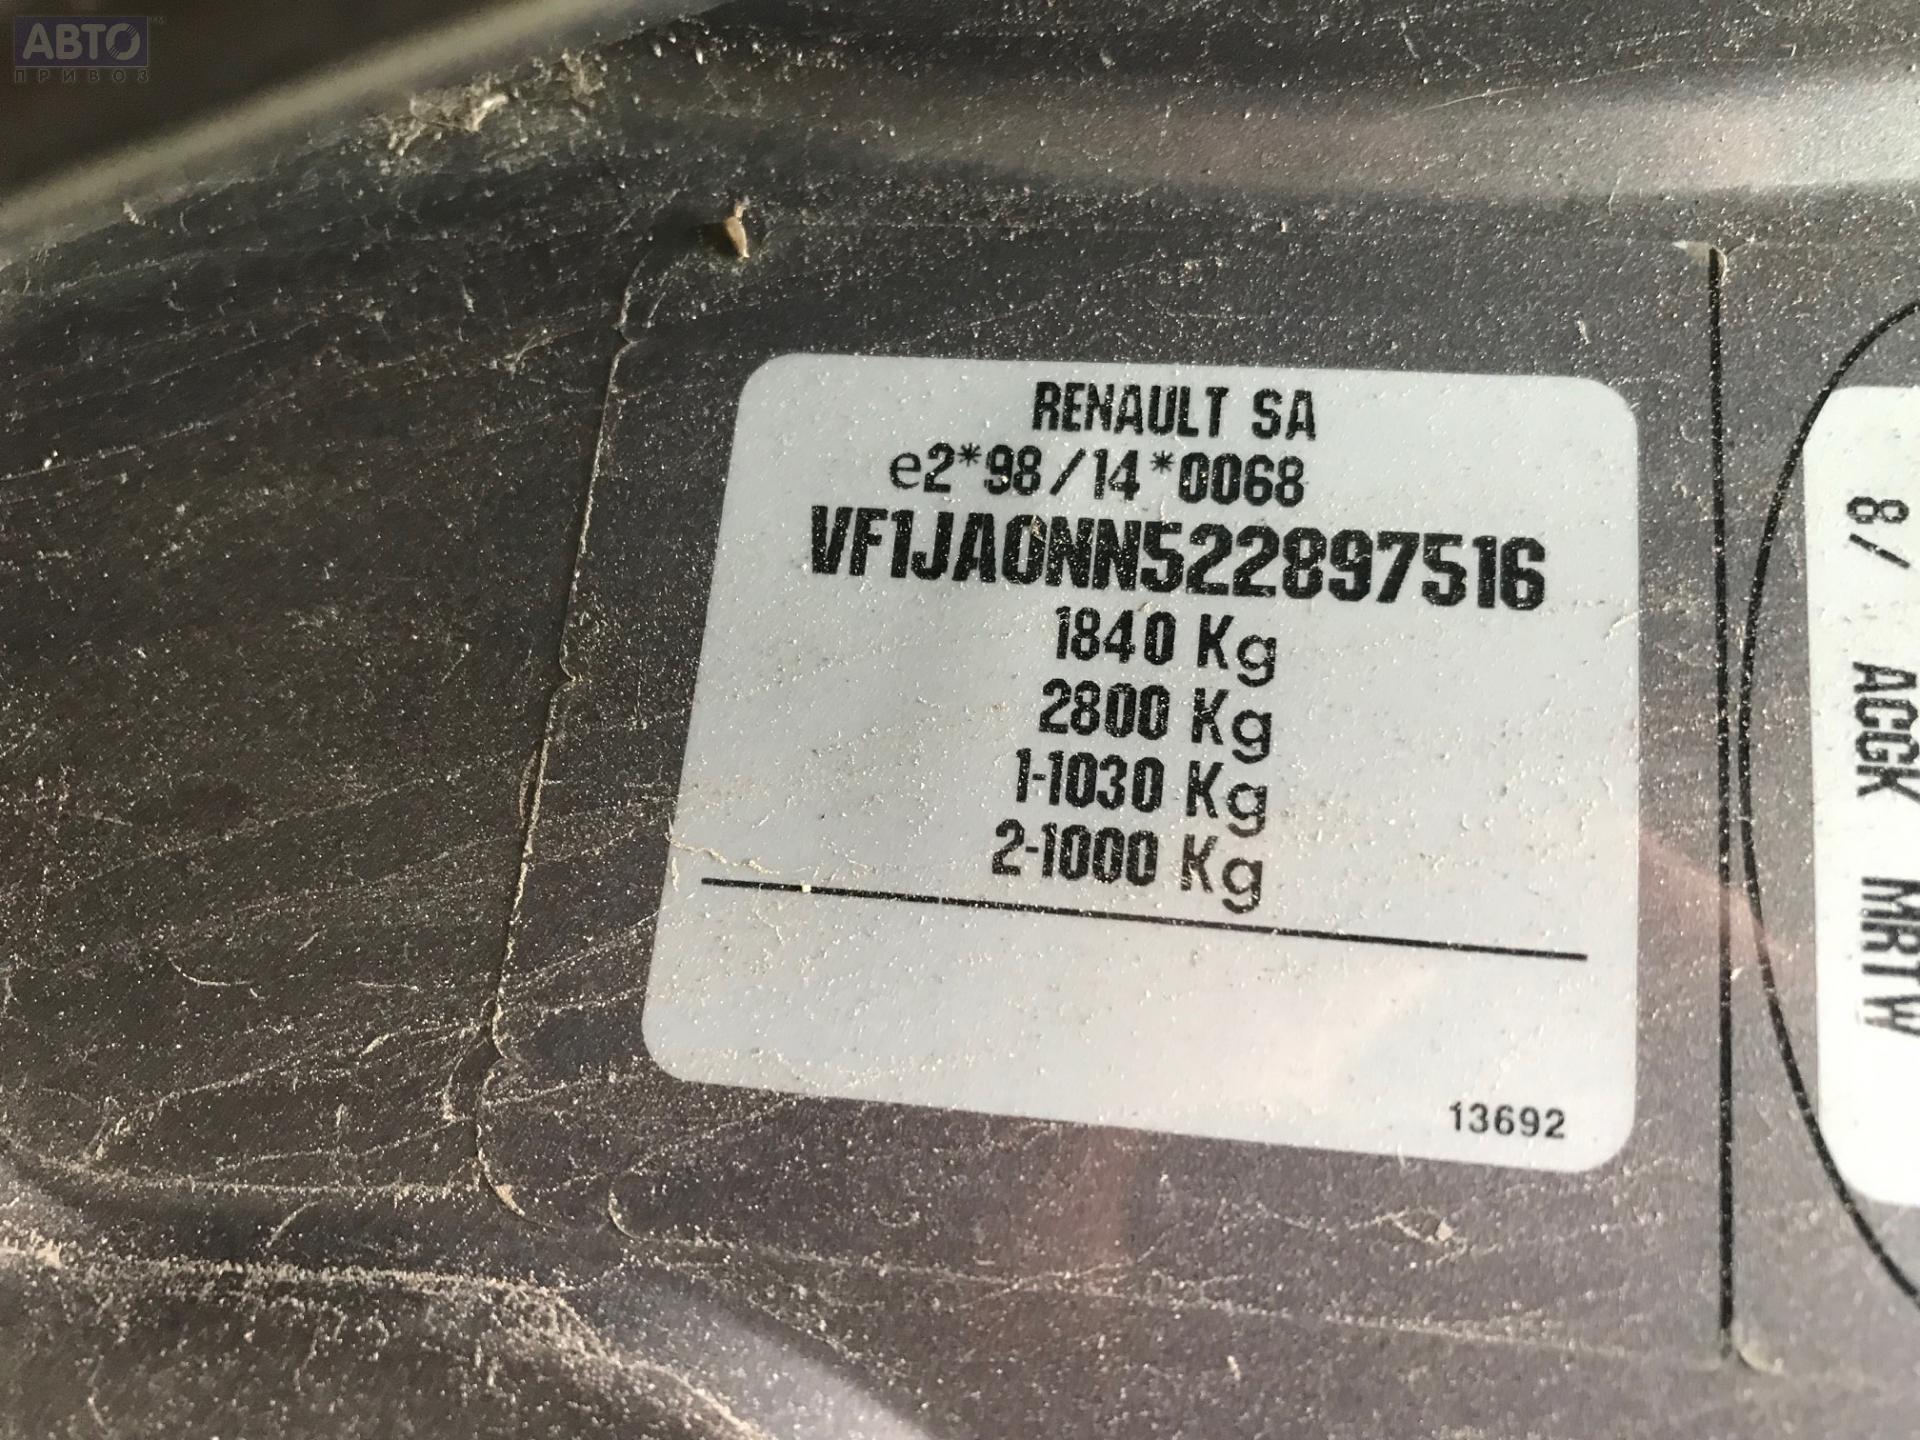 АВТО
ПРИВОЗ
RENAULT SA
e2*98/14*0068
VF1JA0NN522897516
1840 Kg
2800 Kg
1-1030 Kg
2-1000 Kg
13692
8/ ACGK MRTW